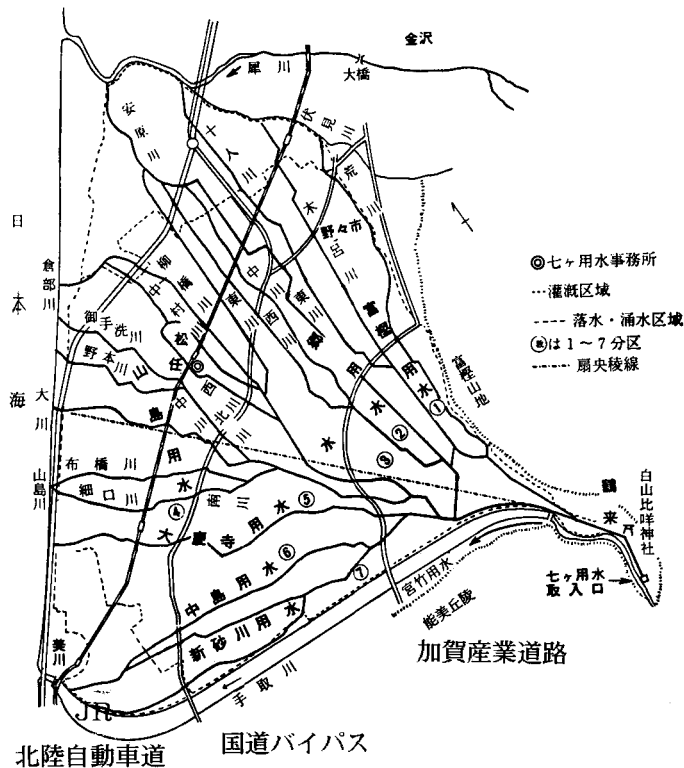 金沢
犀川
大橋
安原川
十人川
伏見川
荒川
木呂川
野々市
日本海
倉部川
柳橋川
中村川
東川
中川
西川
東川
富樫用水①
郷用水②
③
御手洗川
野本川
山島用水④
松任
中川
西川
北川
大川
山島川
布橋川
細口川
南川
大慶寺用水⑤
中島用水⑥
⑦
新砂川用水
宮竹用水
能美丘陵
手取川
美川
富樫山地
鶴来
白山比咩神社
七ヶ用水
取入口
◎七ヶ用水事務所
灌漑区域
落水・涌水区域
は1～7分区
扇央稜線
加賀産業道路
JR
国道バイパス
北陸自動車道